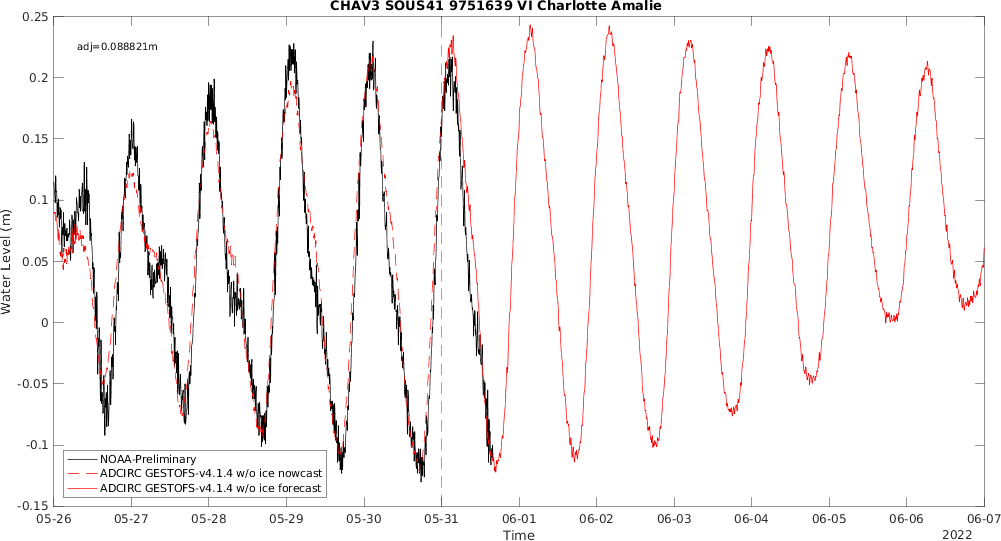 CHAV3 SOUS41 9751639 VI Charlotte Amalie
adj=0.088821m
0.25
0.2
0.15
0.1
0.05
0
-0.05
-0.1
-0.15
Water Level (m)
NOAA-Preliminary
ADCIRC GESTOFS-v4.1.4 w/o ice nowcast
ADCIRC GESTOFS-v4.1.4 w/o ice forecast
05-26 05-27 05-28 05-29 05-30 05-31 06-01 06-02 06-03 06-04 06-05 06-06 06-07
Time
2022